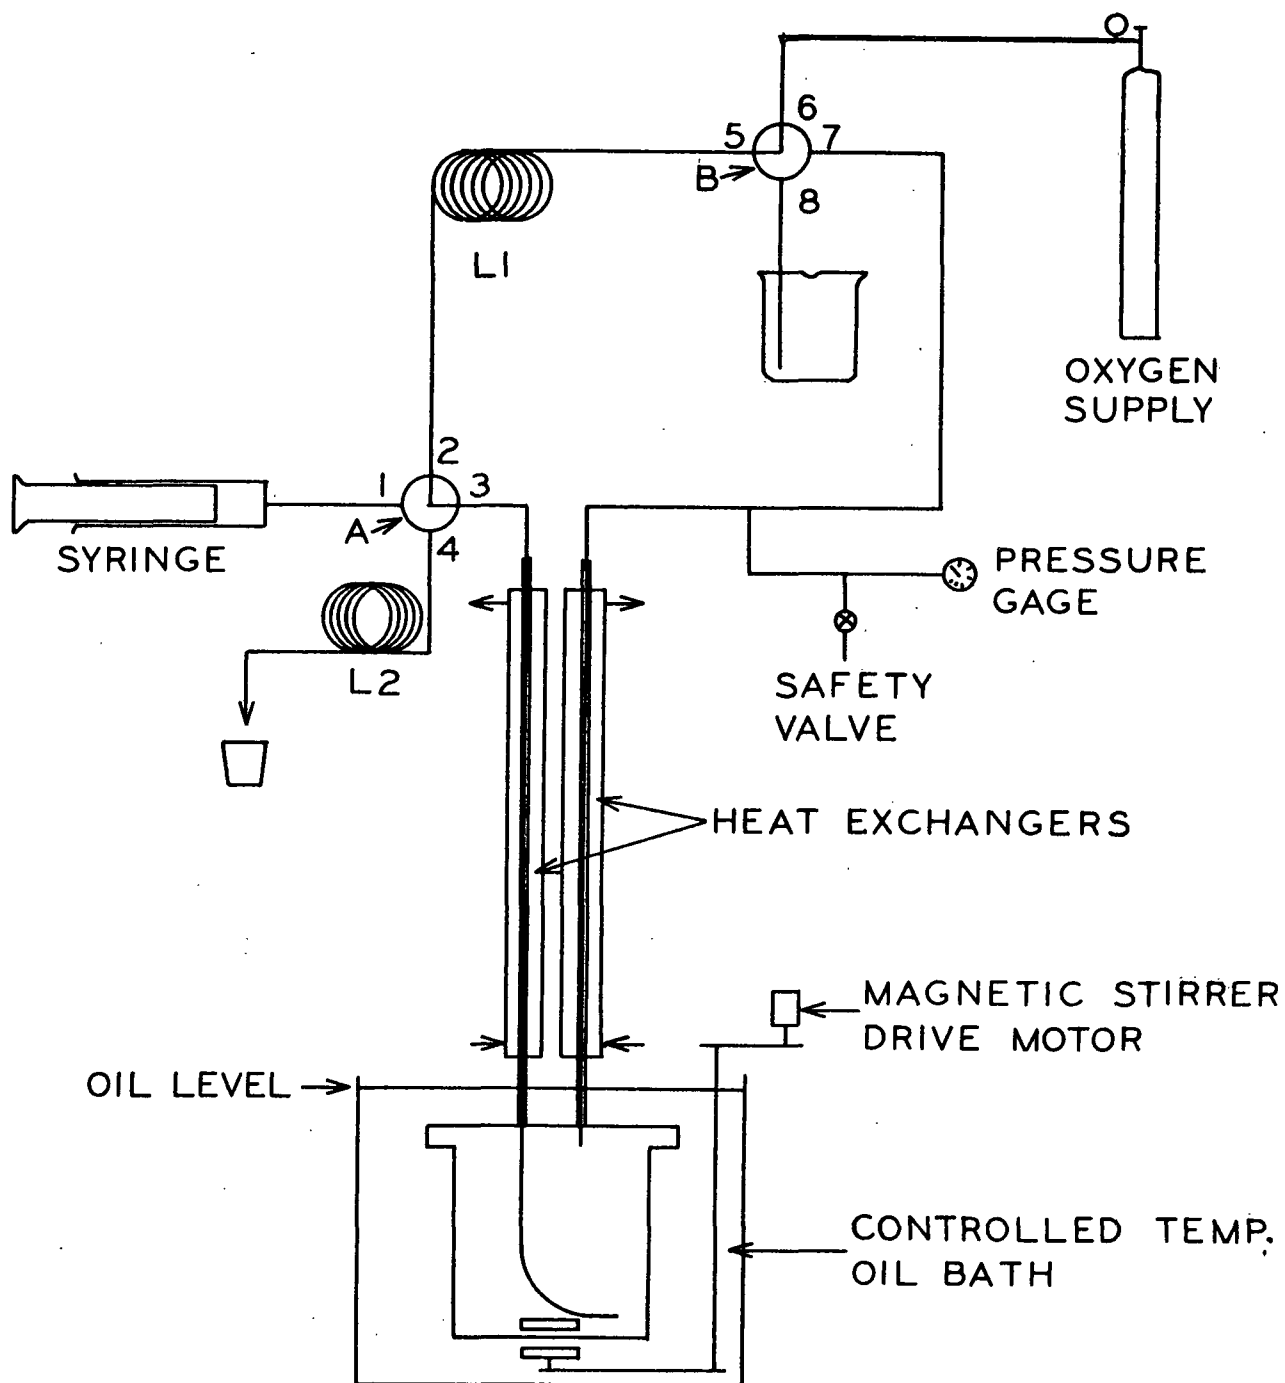 6
5
7
B
8
L1
OXYGEN
SUPPLY
2
1
3
A
4
SYRINGE
PRESSURE
GAGE
L2
SAFETY
VALVE
HEAT EXCHANGERS
MAGNETIC STIRRER
DRIVE MOTOR
OIL LEVEL
CONTROLLED TEMP.
OIL BATH